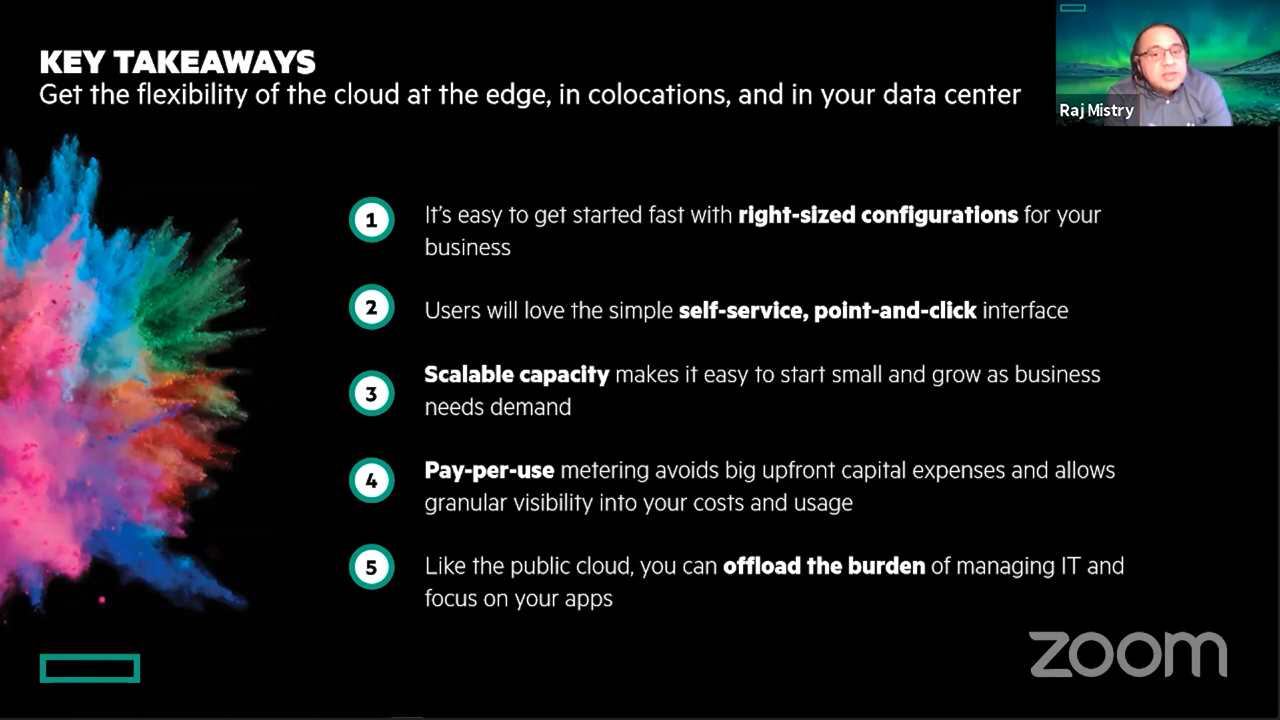 KEY TAKEAWAYS
Get the flexibility of the cloud at the edge, in colocations, and in your data center
Raj Mistry
1
It's easy to get started fast with right-sized configurations for your
business
2
Users will love the simple self-service, point-and-click interface
3
Scalable capacity makes it easy to start small and grow as business
needs demand
4
Pay-per-use metering avoids big upfront capital expenses and allows
granular visibility into your costs and usage
5
Like the public cloud, you can offload the burden of managing IT and
focus on your apps
zoom